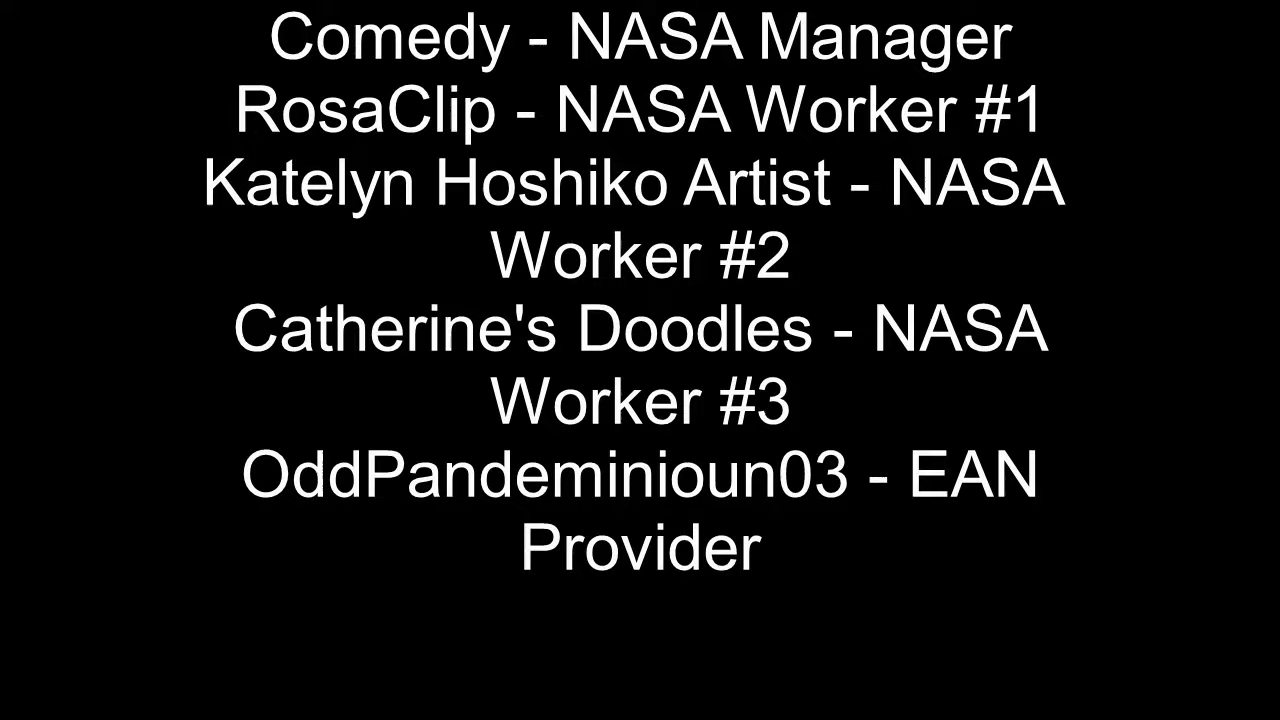 Comedy - NASA Manager
RosaClip - NASA Worker #1
Katelyn Hoshiko Artist - NASA
Worker #2
Catherine's Doodles - NASA
Worker #3
OddPandeminioun03 - EAN
Provider